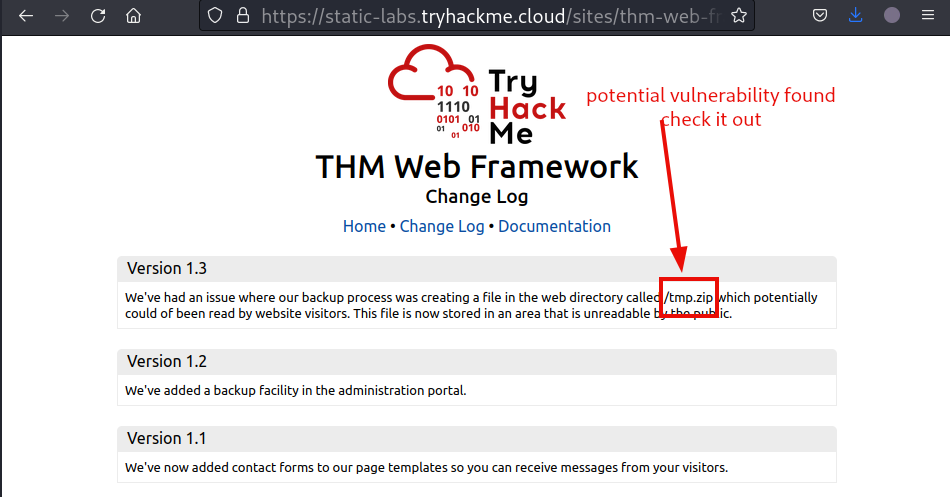 https://static-labs.tryhackme.cloud/sites/thm-web-fr
10 10
1110
0101 01
01 010
01
Try
Hack
Me
potential vulnerability found
check it out
THM Web Framework
Change Log
Home • Change Log • Documentation
Version 1.3
We've had an issue where our backup process was creating a file in the web directory called /tmp.zip which potentially
could of been read by website visitors. This file is now stored in an area that is unreadable by the public.
Version 1.2
We've added a backup facility in the administration portal.
Version 1.1
We've now added contact forms to our page templates so you can receive messages from your visitors.